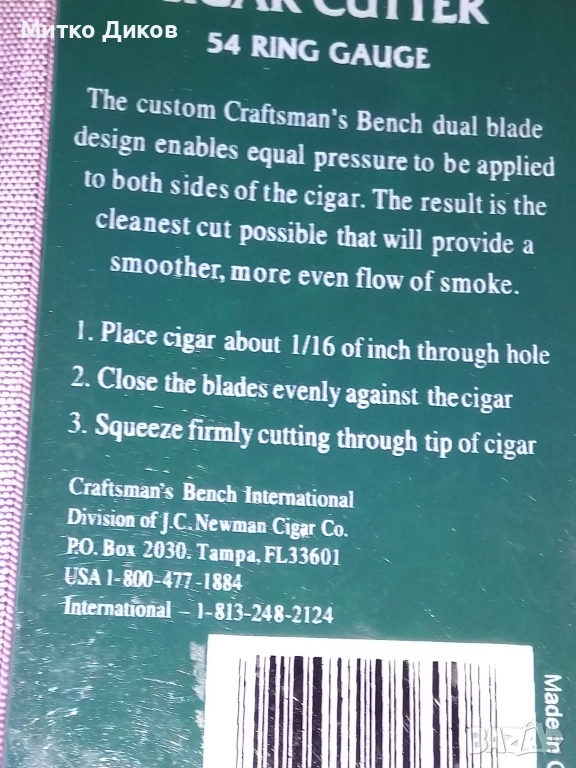 Митко Диков
CIGAR CUTTER
54 RING GAUGE
The custom Craftsman's Bench dual blade
design enables equal pressure to be applied
to both sides of the cigar. The result is the
cleanest cut possible that will provide a
smoother, more even flow of smoke.
1. Place cigar about 1/16 of inch through hole
2. Close the blades evenly against the cigar
3. Squeeze firmly cutting through tip of cigar
Craftsman's Bench International
Division of J.C. Newman Cigar Co.
P.O. Box 2030. Tampa, FL33601
USA 1-800-477-1884
International - 1-813-248-2124
Made in
BAZAR